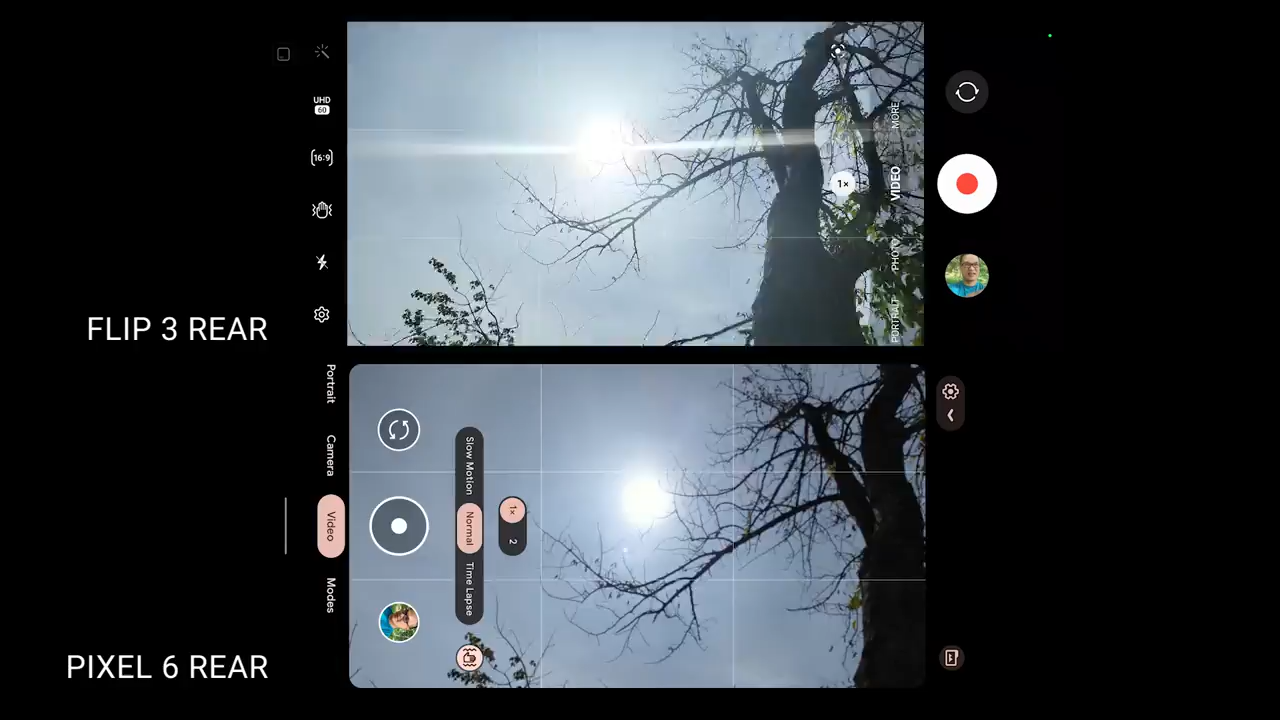 UHD
60
16:9
MORE
VIDEO
PHOTO
PORTRAIT
1×
FLIP 3 REAR
Portrait
Camera
Video
Modes
Slow Motion
Normal
Time Lapse
1×
2
PIXEL 6 REAR